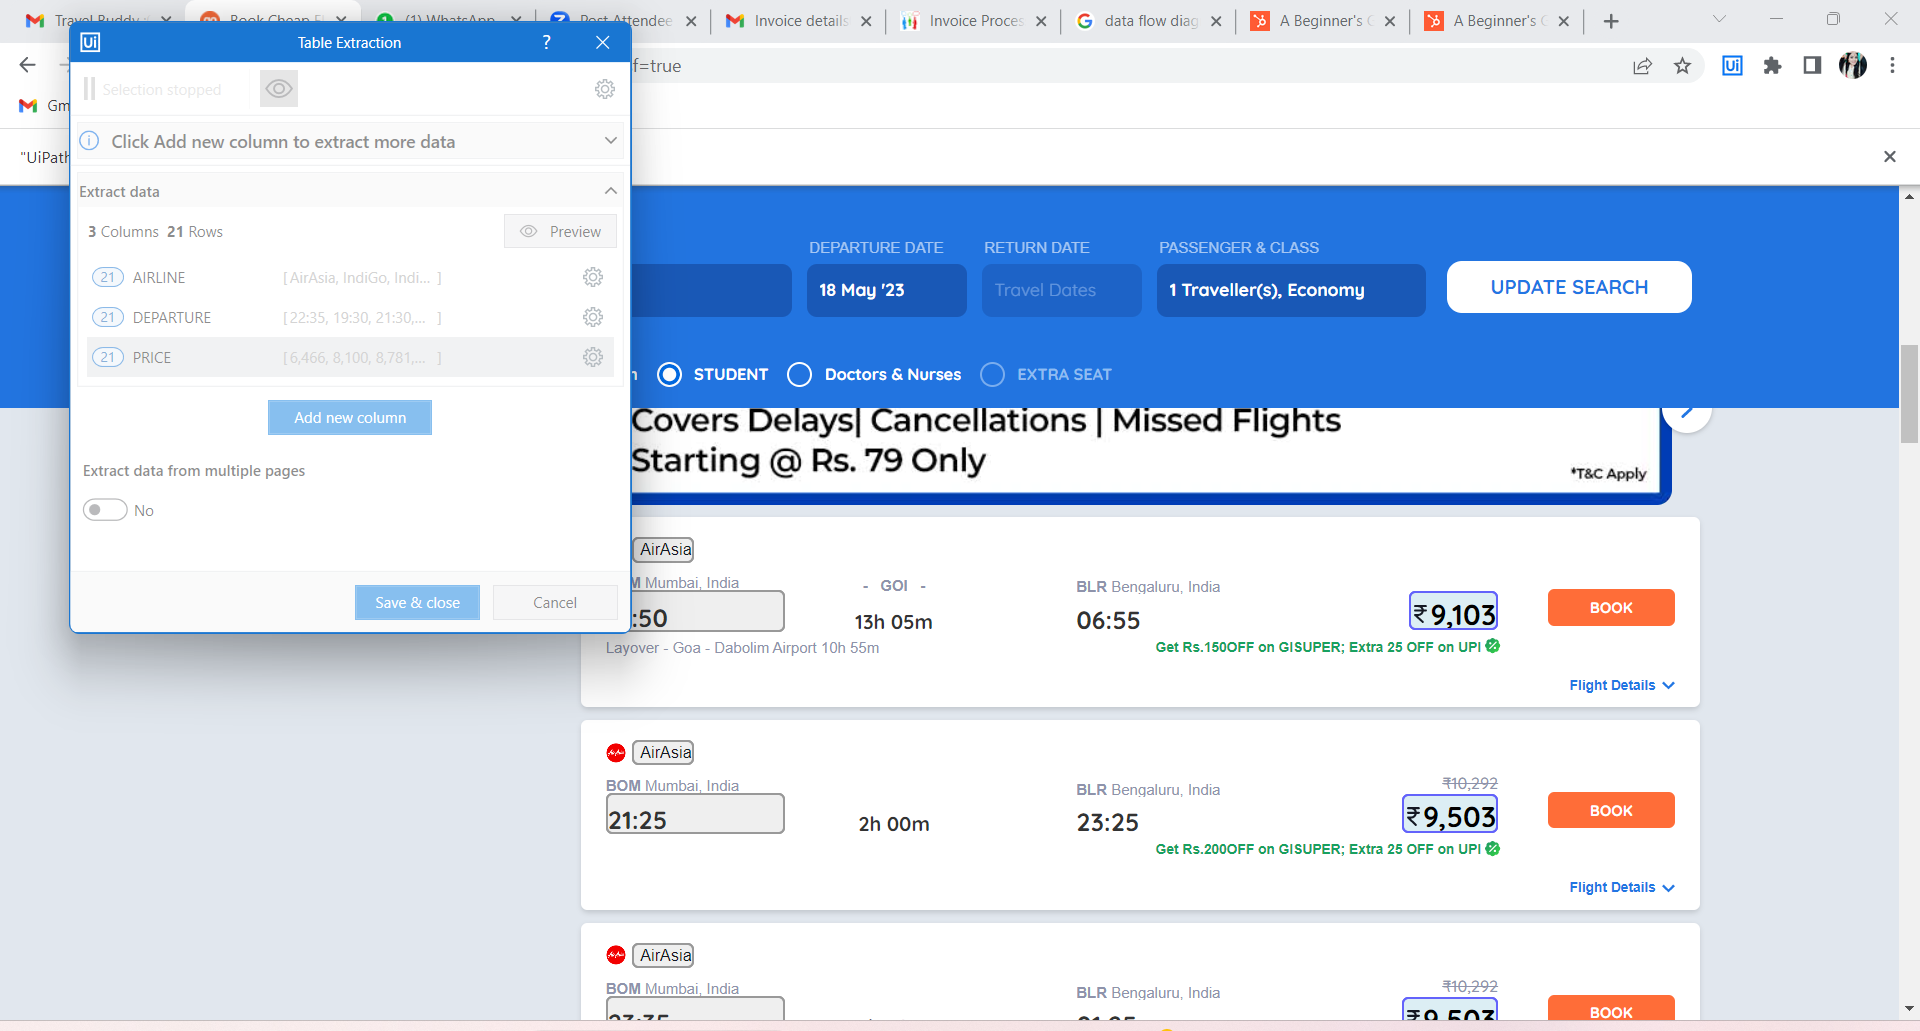 Travel Buddy
Book Cheap Fl
(1) WhatsApp
Post Attendee
Invoice details
Invoice Proces
data flow diag
A Beginner's G
A Beginner's G
Ui Table Extraction ?
f=true
Ui
Selection stopped
Gm
Click Add new column to extract more data
"UiPath
Extract data
3 Columns 21 Rows
Preview
21 AIRLINE [ AirAsia, IndiGo, Indi... ]
21 DEPARTURE [ 22:35, 19:30, 21:30,... ]
21 PRICE [ 6,466, 8,100, 8,781,... ]
Add new column
Extract data from multiple pages
No
Save & close
Cancel
DEPARTURE DATE RETURN DATE PASSENGER & CLASS
18 May '23 Travel Dates 1 Traveller(s), Economy UPDATE SEARCH
STUDENT Doctors & Nurses EXTRA SEAT
Covers Delays| Cancellations | Missed Flights
Starting @ Rs. 79 Only
*T&C Apply
AirAsia
M Mumbai, India - GOI - BLR Bengaluru, India
:50 13h 05m 06:55 ₹9,103 BOOK
Layover - Goa - Dabolim Airport 10h 55m Get Rs.150OFF on GISUPER; Extra 25 OFF on UPI
Flight Details
AirAsia
BOM Mumbai, India BLR Bengaluru, India ₹10,292
21:25 2h 00m 23:25 ₹9,503 BOOK
Get Rs.200OFF on GISUPER; Extra 25 OFF on UPI
Flight Details
AirAsia
BOM Mumbai, India BLR Bengaluru, India ₹10,292
23:35 ₹9,503 BOOK